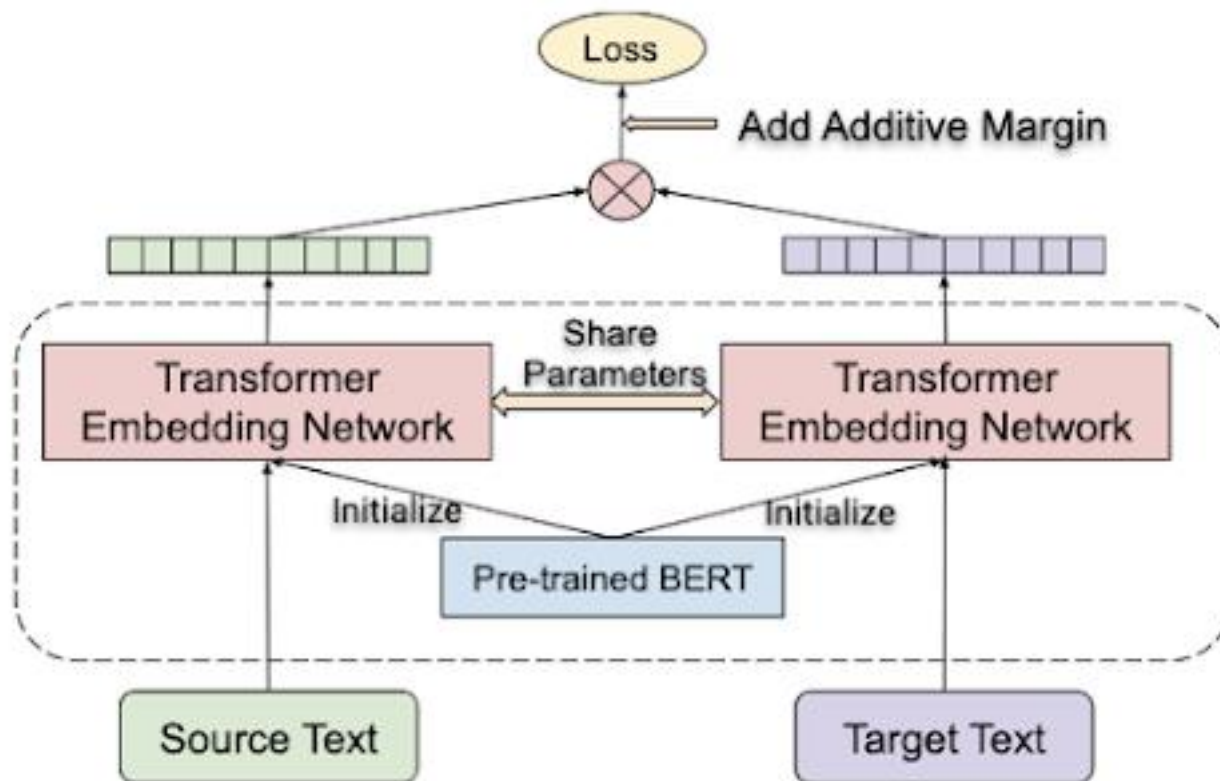 Loss
Add Additive Margin
Share
Parameters
Transformer
Embedding Network
Transformer
Embedding Network
Initialize
Initialize
Pre-trained BERT
Source Text
Target Text